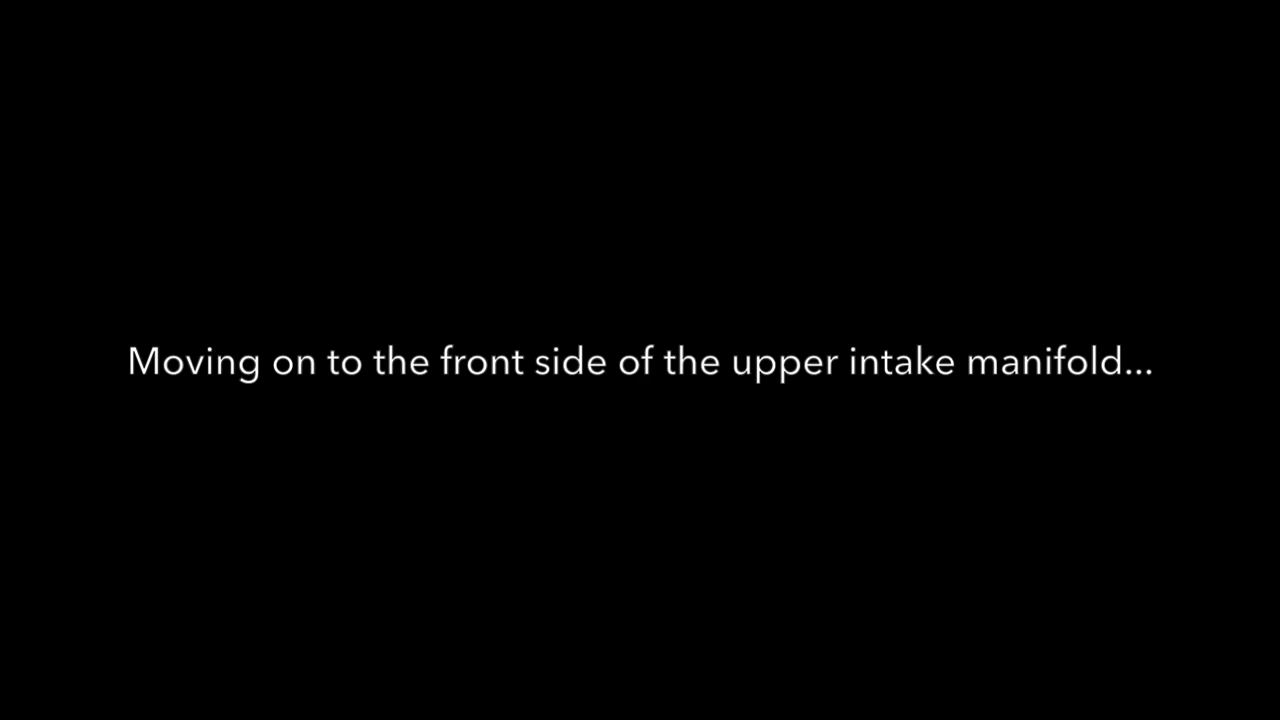 Moving on to the front side of the upper intake manifold...